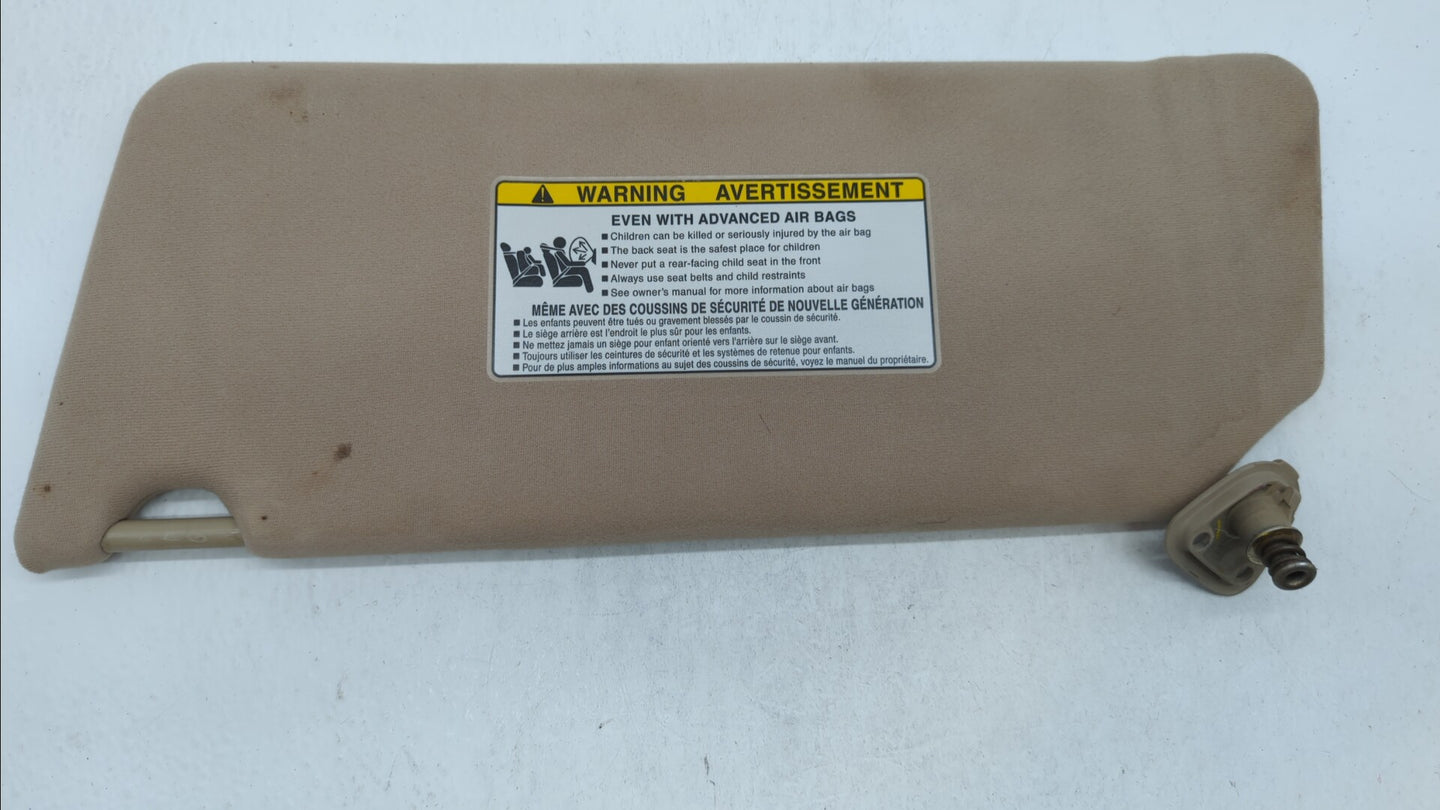 WARNING AVERTISSEMENT
EVEN WITH ADVANCED AIR BAGS
■ Children can be killed or seriously injured by the air bag
■ The back seat is the safest place for children
■ Never put a rear-facing child seat in the front
■ Always use seat belts and child restraints
■ See owner's manual for more information about air bags
MÊME AVEC DES COUSSINS DE SÉCURITÉ DE NOUVELLE GÉNÉRATION
■ Les enfants peuvent être tués ou gravement blessés par le coussin de sécurité.
■ Le siège arrière est l'endroit le plus sûr pour les enfants.
■ Ne mettez jamais un siège pour enfant orienté vers l'arrière sur le siège avant.
■ Toujours utiliser les ceintures de sécurité et les systèmes de retenue pour enfants.
■ Pour de plus amples informations au sujet des coussins de sécurité, voyez le manuel du propriétaire.